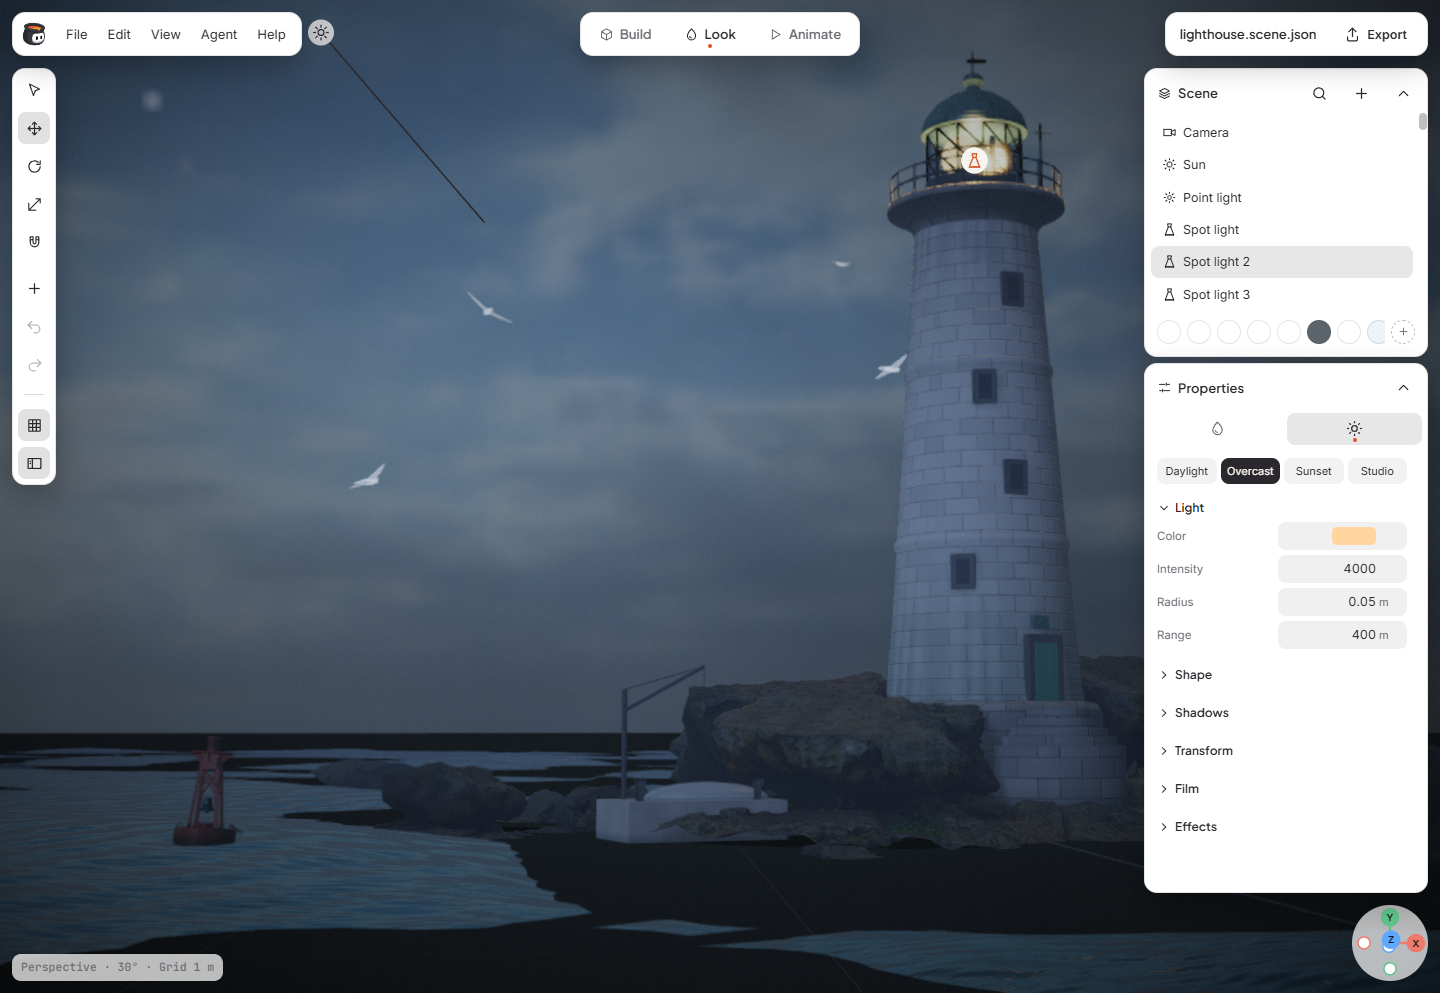 File Edit View Agent Help
Build Look Animate
lighthouse.scene.json Export
Scene
Camera
Sun
Point light
Spot light
Spot light 2
Spot light 3
Properties
Daylight Overcast Sunset Studio
Light
Color
Intensity 4000
Radius 0.05 m
Range 400 m
Shape
Shadows
Transform
Film
Effects
Y
Z X
Perspective · 30° · Grid 1 m